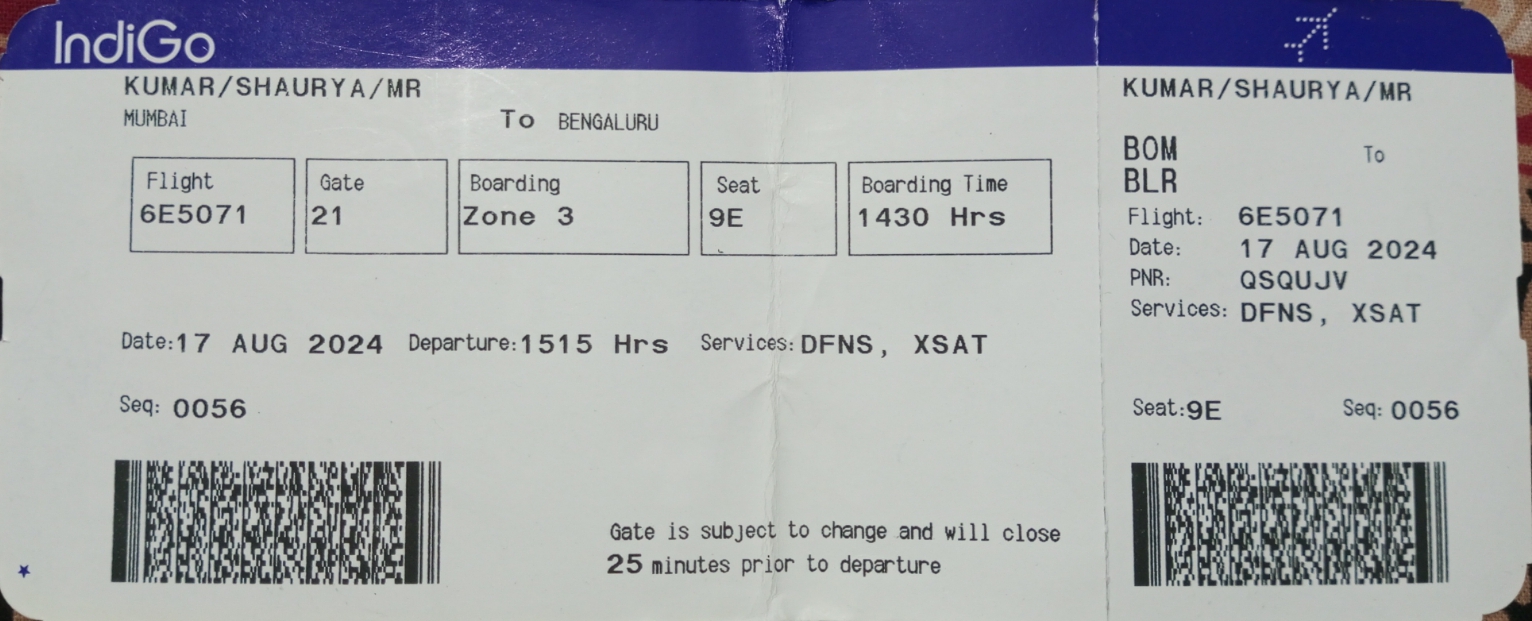 IndiGo
KUMAR/SHAURYA/MR
MUMBAI To BENGALURU
Flight Gate Boarding Seat Boarding Time
6E5071 21 Zone 3 9E 1430 Hrs
Date:17 AUG 2024 Departure:1515 Hrs Services: DFNS, XSAT
Seq: 0056
Gate is subject to change and will close
25 minutes prior to departure
KUMAR/SHAURYA/MR
BOM To
BLR
Flight: 6E5071
Date: 17 AUG 2024
PNR: QSQUJV
Services: DFNS, XSAT
Seat:9E Seq: 0056